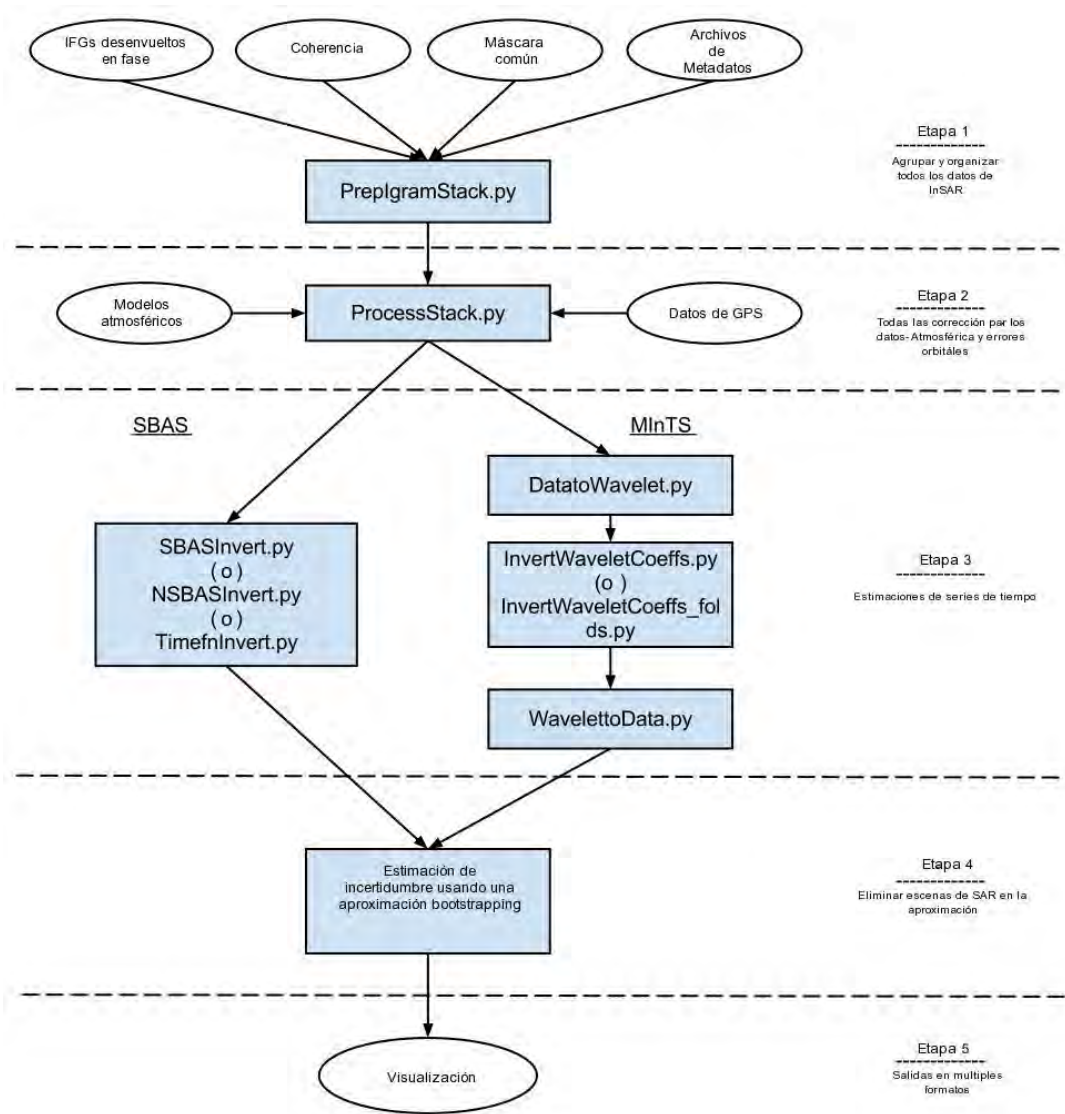 IFGs desenvueltos
en fase
Coherencia
Máscara
común
Archivos
de
Metadatos
Etapa 1
Agrupar y organizar
todos los datos de
InSAR
PrepIgramStack.py
Modelos
atmosféricos
ProcessStack.py
Datos de GPS
Etapa 2
Todas las corrección par los
datos- Atmosférica y errores
orbitáles
SBAS
MInTS
DatatoWavelet.py
SBASInvert.py
( o )
NSBASInvert.py
(o)
TimefnInvert.py
InvertWaveletCoeffs.py
(o )
InvertWaveletCoeffs_fol
ds.py
WavelettoData.py
Etapa 3
Estimaciones de series de tiempo
Estimación de
incertidumbre usando una
aproximación bootstrapping
Etapa 4
Eliminar escenas de SAR en la
aproximación
Visualización
Etapa 5
Salidas en multiples
formatos